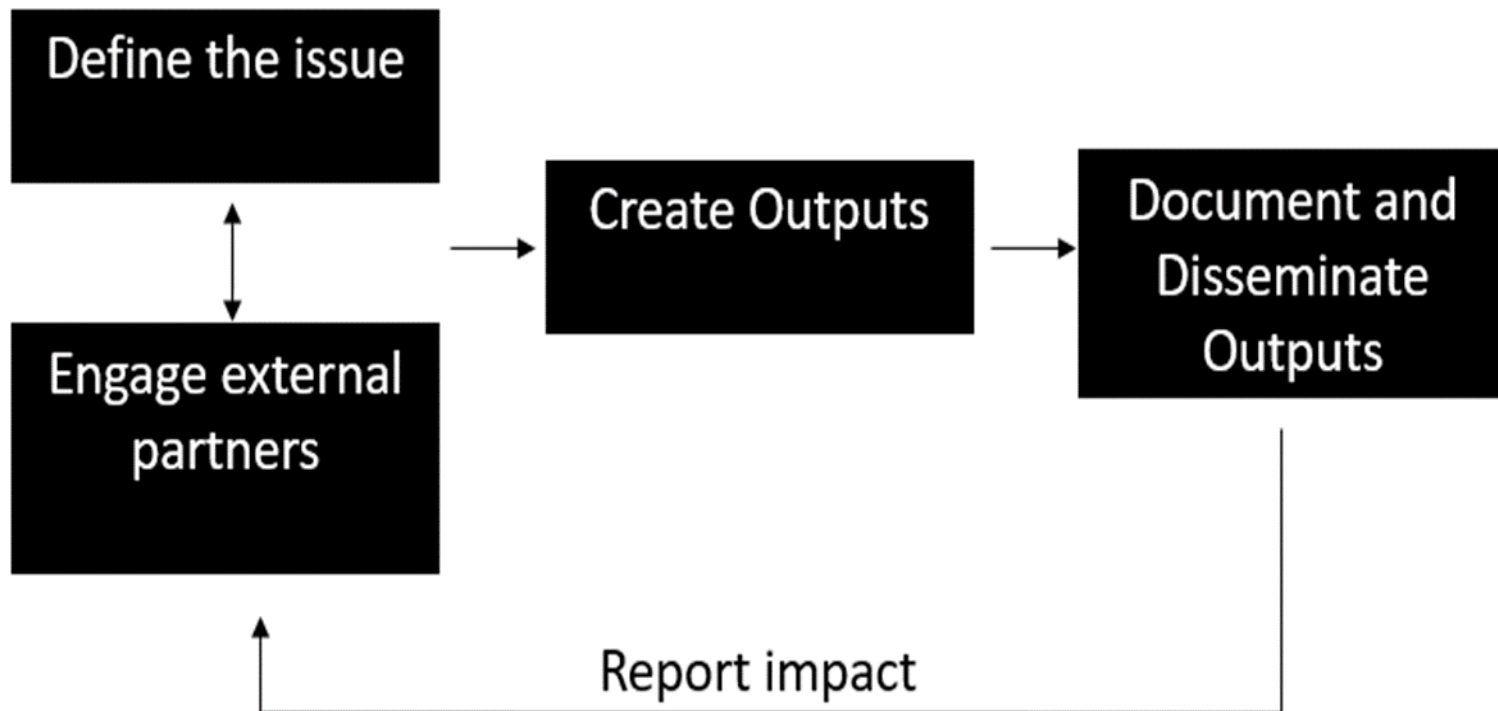 Define the issue
Engage external
partners
Create Outputs
Document and
Disseminate
Outputs
Report impact